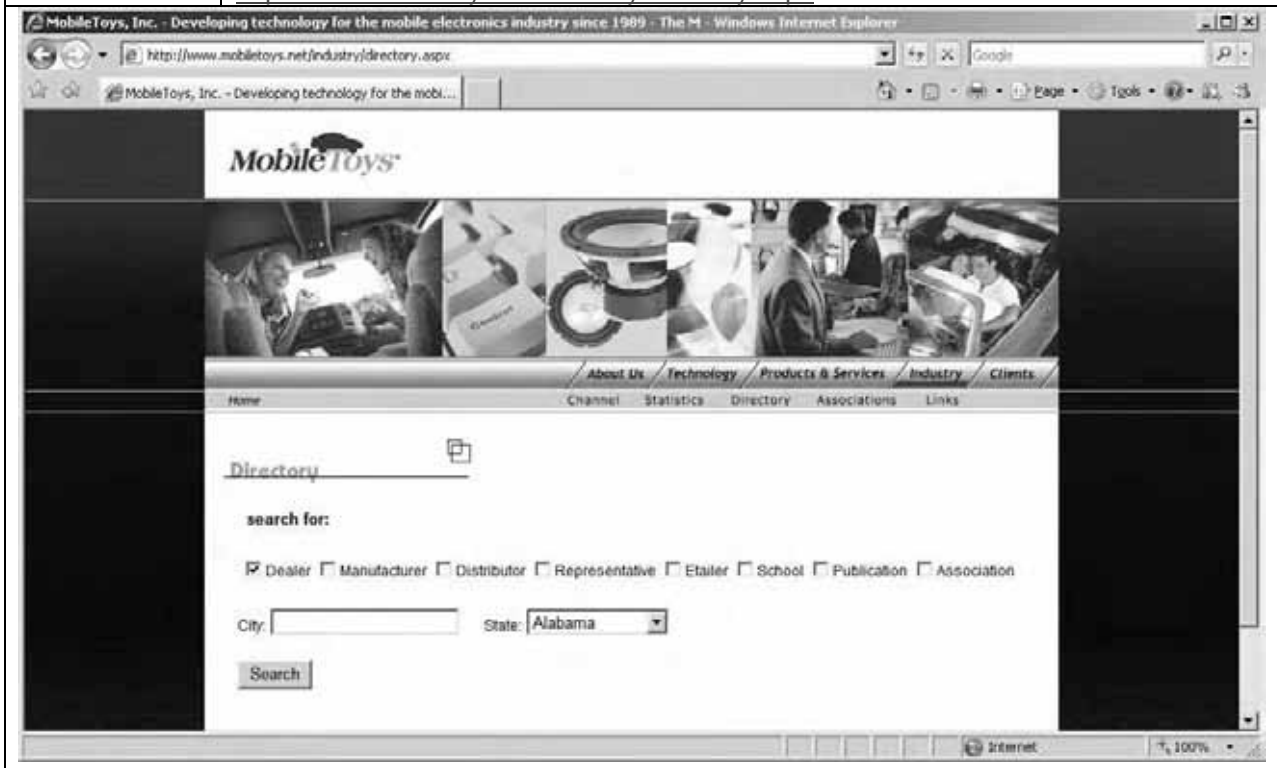 MobileToys, Inc. - Developing technology for the mobile electronics industry since 1989 - The M - Windows Internet Explorer
http://www.mobiletoys.net/industry/directory.aspx
Google
MobileToys, Inc. - Developing technology for the mobi...
Page Tools
MobileToys
About Us Technology Products & Services Industry Clients
Home Channel Statistics Directory Associations Links
Directory
search for:
Dealer Manufacturer Distributor Representative Etailer School Publication Association
City: State: Alabama
Search
Internet 100%